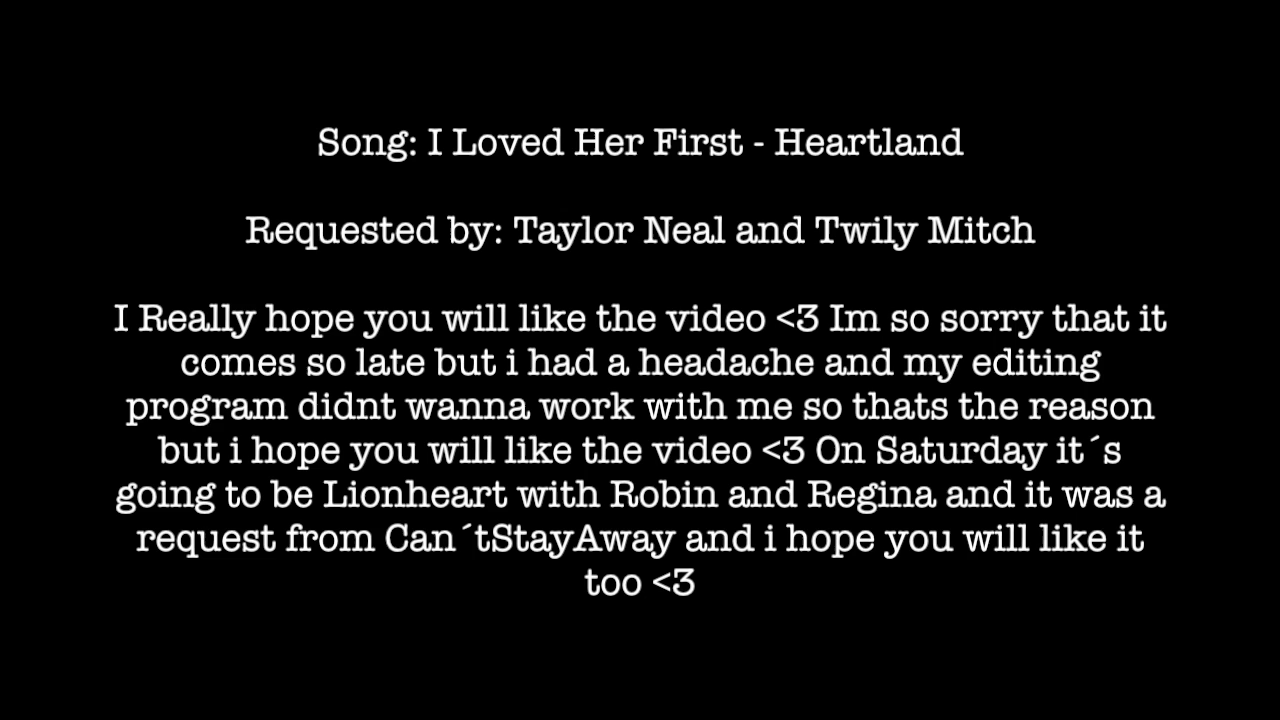 Song: I Loved Her First - Heartland
Requested by: Taylor Neal and Twily Mitch
I Really hope you will like the video <3 Im so sorry that it
comes so late but i had a headache and my editing
program didnt wanna work with me so thats the reason
but i hope you will like the video <3 On Saturday it´s
going to be Lionheart with Robin and Regina and it was a
request from Can´tStayAway and i hope you will like it
too <3